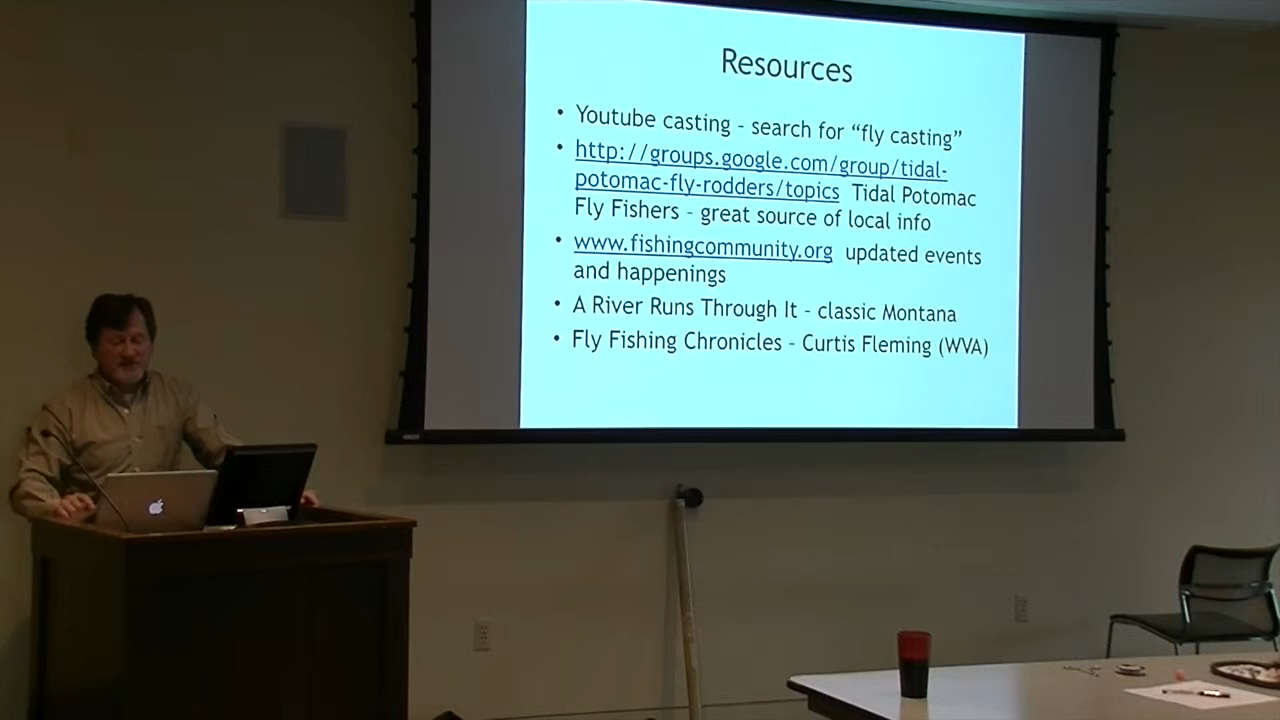 Resources
• Youtube casting – search for “fly casting”
• http://groups.google.com/group/tidal-
potomac-fly-rodders/topics Tidal Potomac
Fly Fishers – great source of local info
• www.fishingcommunity.org updated events
and happenings
• A River Runs Through It – classic Montana
• Fly Fishing Chronicles – Curtis Fleming (WVA)